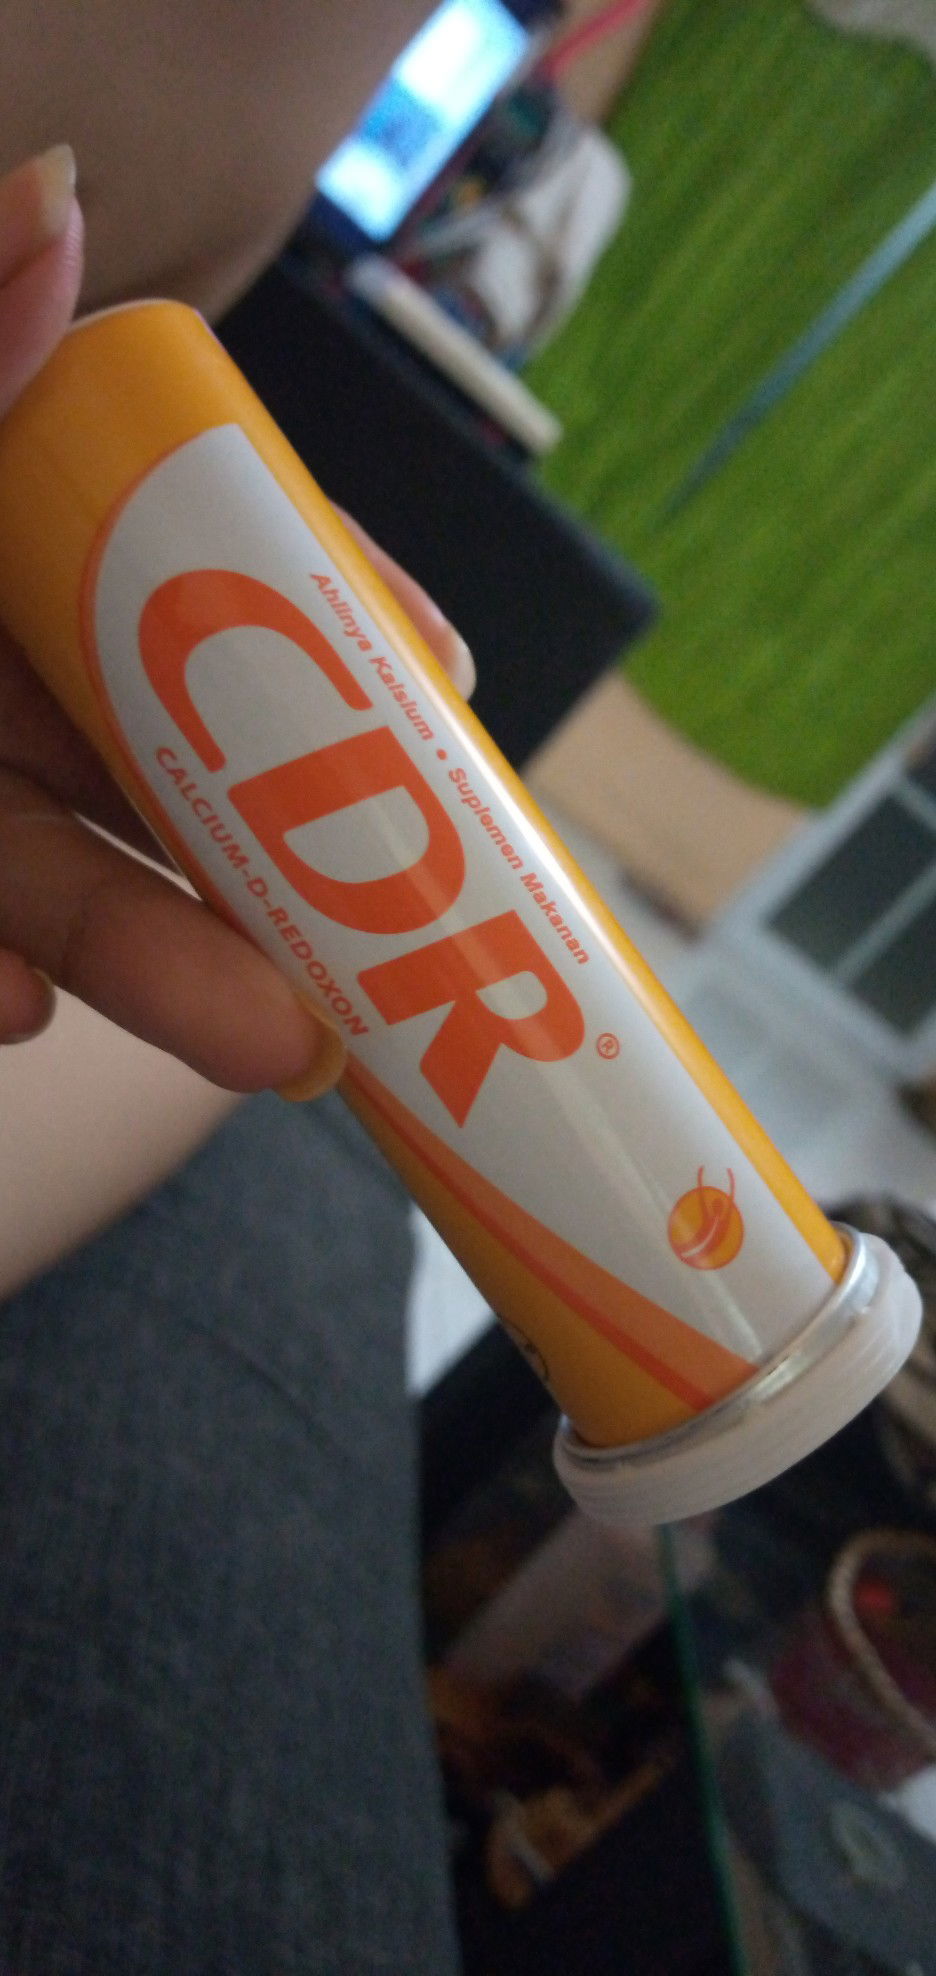 Ahlinya Kalsium • Suplemen Makanan
CDR®
CALCIUM-D-REDOXON